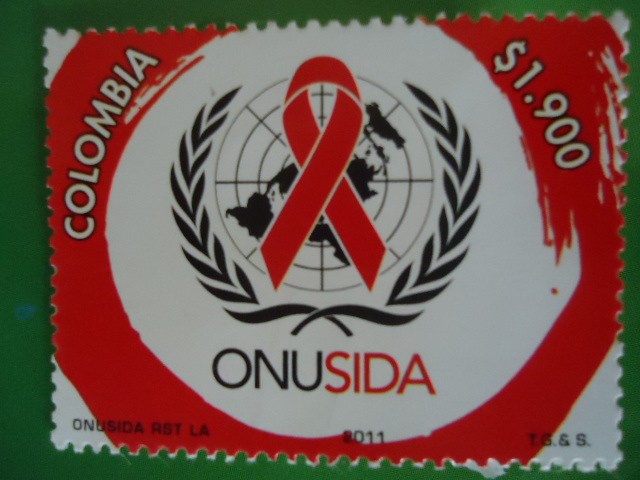 COLOMBIA
$1.900
ONUSIDA
ONUSIDA RST LA
2011
T.G.& S.